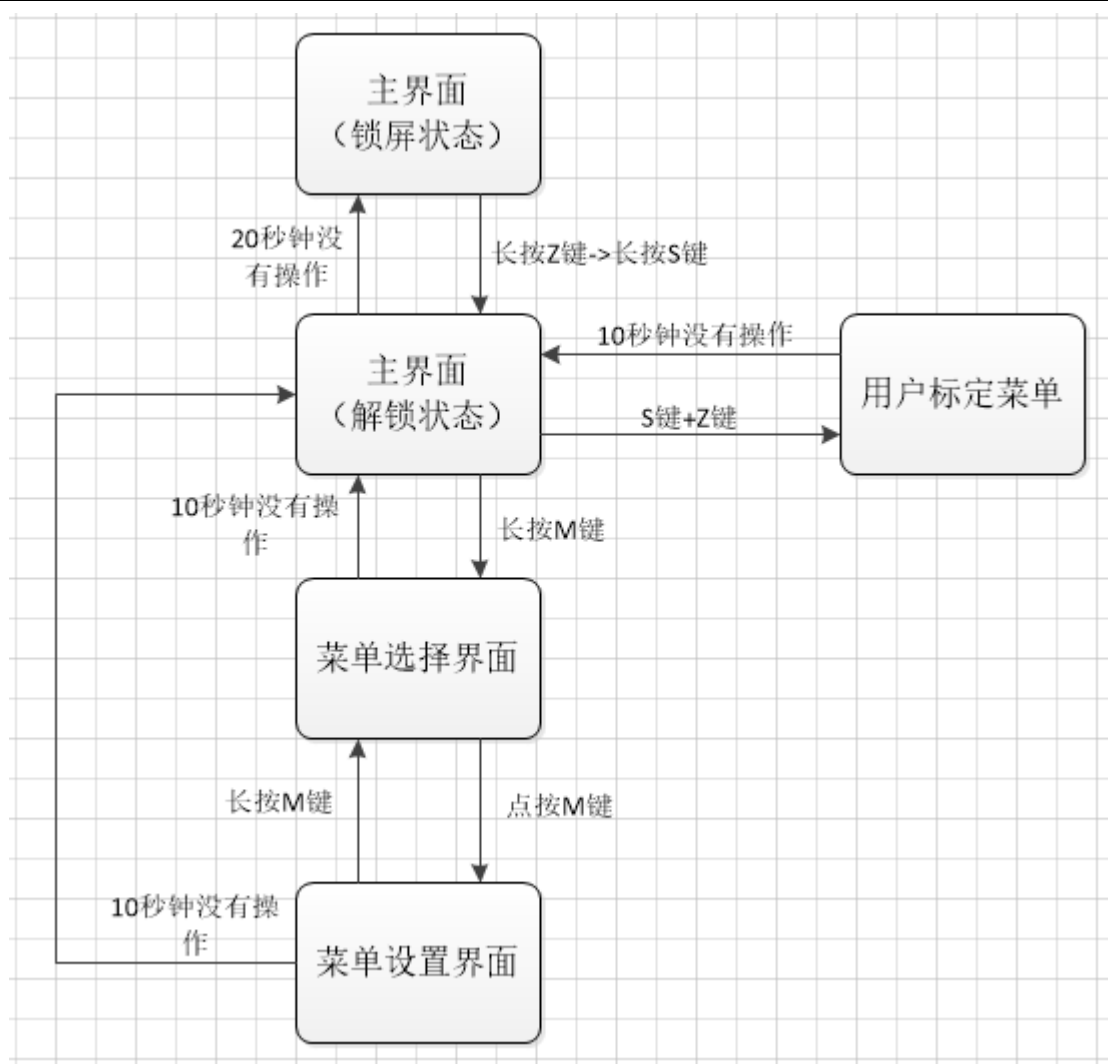 主界面
（锁屏状态）
20秒钟没
有操作
长按Z键->长按S键
主界面
（解锁状态）
10秒钟没有操作
S键+Z键
用户标定菜单
10秒钟没有操
作
长按M键
菜单选择界面
长按M键
点按M键
10秒钟没有操
作
菜单设置界面